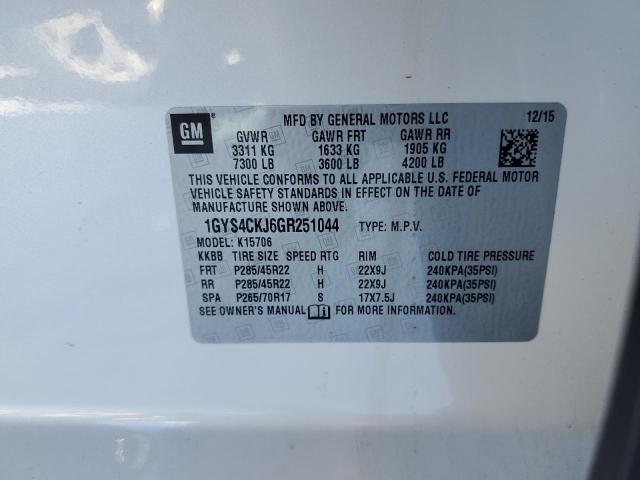 GM
®
MFD BY GENERAL MOTORS LLC 12/15
GVWR GAWR FRT GAWR RR
3311 KG 1633 KG 1905 KG
7300 LB 3600 LB 4200 LB
THIS VEHICLE CONFORMS TO ALL APPLICABLE U.S. FEDERAL MOTOR
VEHICLE SAFETY STANDARDS IN EFFECT ON THE DATE OF
MANUFACTURE SHOWN ABOVE.
1GYS4CKJ6GR251044 TYPE: M.P.V.
MODEL: K15706
KKBB TIRE SIZE SPEED RTG RIM COLD TIRE PRESSURE
FRT P285/45R22 H 22X9J 240KPA(35PSI)
RR P285/45R22 H 22X9J 240KPA(35PSI)
SPA P265/70R17 S 17X7.5J 240KPA(35PSI)
SEE OWNER'S MANUAL FOR MORE INFORMATION.